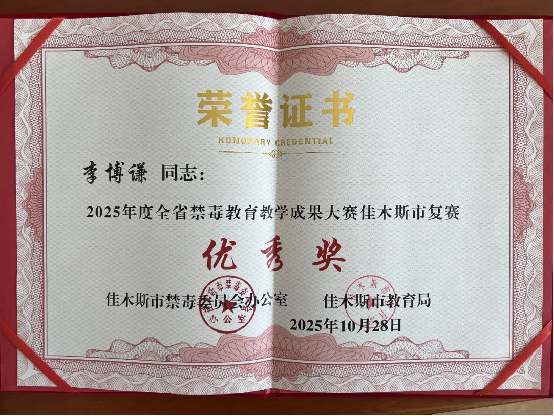 荣誉证书
HONORARY CREDENTIAL
李博谦 同志：
2025年度全省禁毒教育教学成果大赛佳木斯市复赛
优秀奖
佳木斯市禁毒委员会办公室 佳木斯市教育局
2025年10月28日